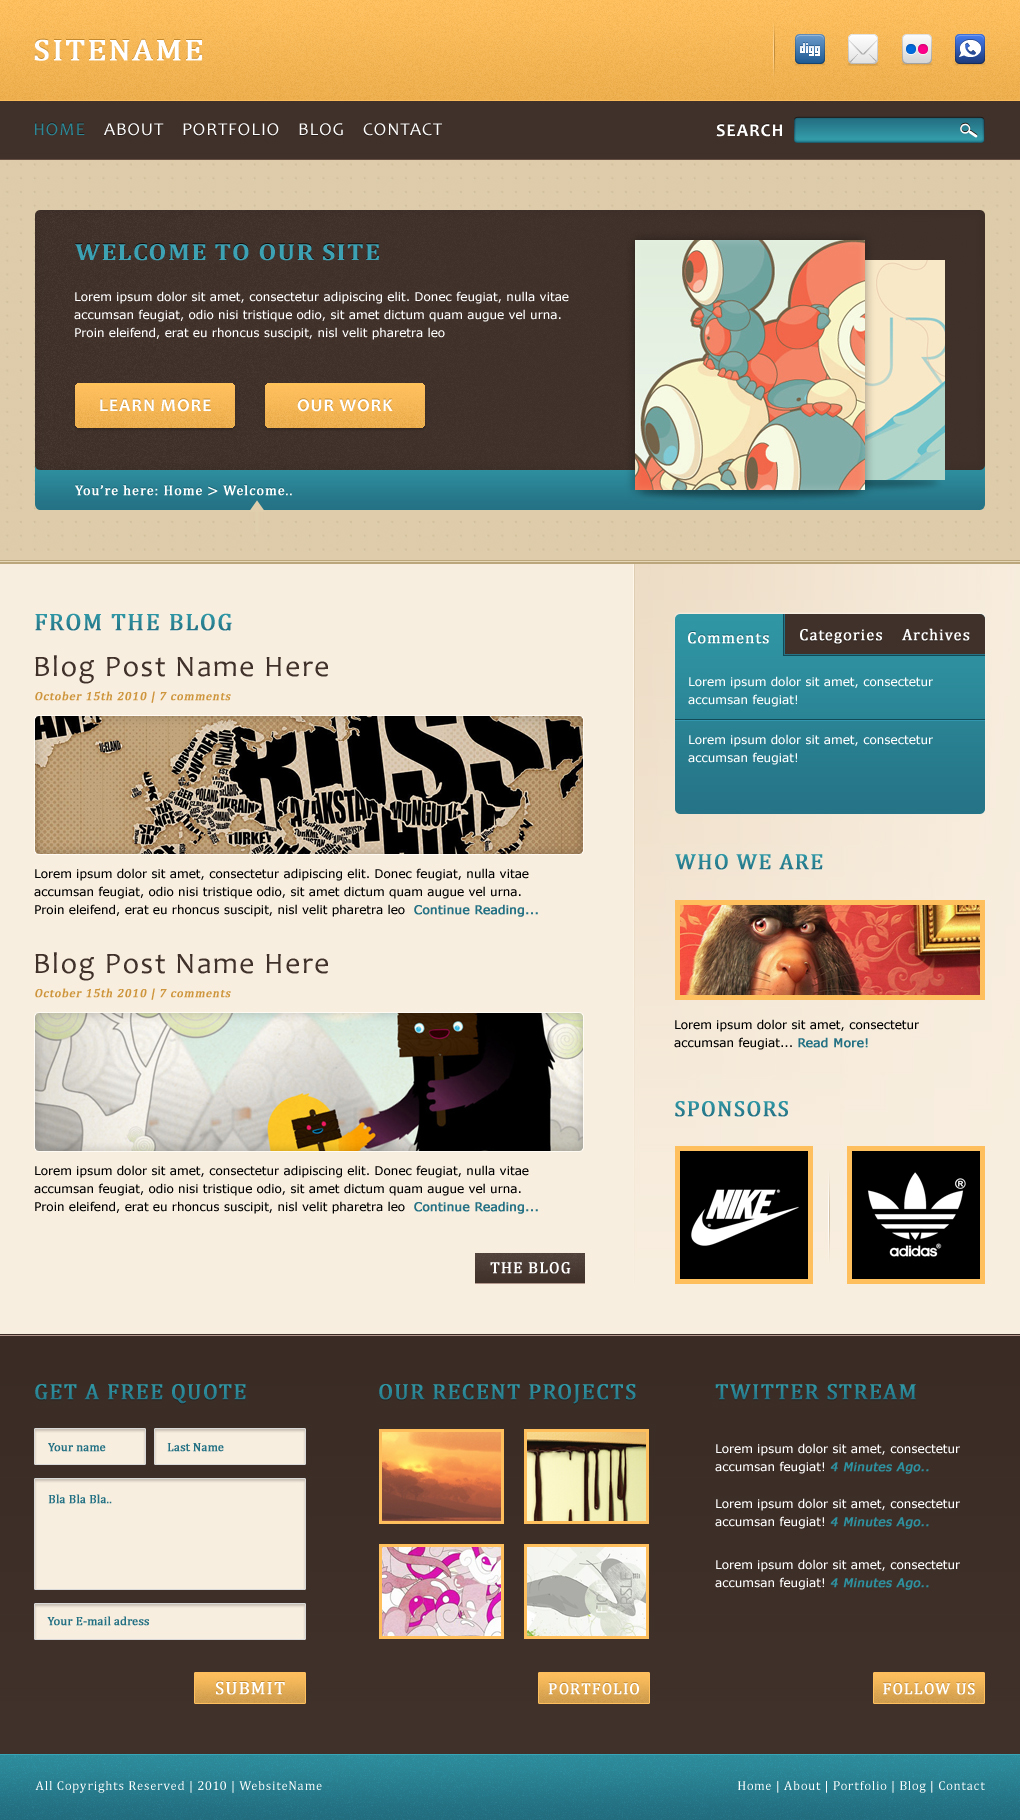 SITENAME
digg
HOME ABOUT PORTFOLIO BLOG CONTACT
SEARCH
WELCOME TO OUR SITE
Lorem ipsum dolor sit amet, consectetur adipiscing elit. Donec feugiat, nulla vitae
accumsan feugiat, odio nisi tristique odio, sit amet dictum quam augue vel urna.
Proin eleifend, erat eu rhoncus suscipit, nisl velit pharetra leo
LEARN MORE OUR WORK
You're here: Home > Welcome..
FROM THE BLOG
Blog Post Name Here
October 15th 2010 | 7 comments
ICELAND
NORWAY
POLAND
UKRAIN
KAZAKSTAN
MONGOL
TURKEY
Lorem ipsum dolor sit amet, consectetur adipiscing elit. Donec feugiat, nulla vitae
accumsan feugiat, odio nisi tristique odio, sit amet dictum quam augue vel urna.
Proin eleifend, erat eu rhoncus suscipit, nisl velit pharetra leo Continue Reading...
Blog Post Name Here
October 15th 2010 | 7 comments
Lorem ipsum dolor sit amet, consectetur adipiscing elit. Donec feugiat, nulla vitae
accumsan feugiat, odio nisi tristique odio, sit amet dictum quam augue vel urna.
Proin eleifend, erat eu rhoncus suscipit, nisl velit pharetra leo Continue Reading...
THE BLOG
Comments Categories Archives
Lorem ipsum dolor sit amet, consectetur
accumsan feugiat!
Lorem ipsum dolor sit amet, consectetur
accumsan feugiat!
WHO WE ARE
Lorem ipsum dolor sit amet, consectetur
accumsan feugiat... Read More!
SPONSORS
NIKE
adidas®
GET A FREE QUOTE
Your name Last Name
Bla Bla Bla..
Your E-mail adress
SUBMIT
OUR RECENT PROJECTS
PORTFOLIO
TWITTER STREAM
Lorem ipsum dolor sit amet, consectetur
accumsan feugiat! 4 Minutes Ago..
Lorem ipsum dolor sit amet, consectetur
accumsan feugiat! 4 Minutes Ago..
Lorem ipsum dolor sit amet, consectetur
accumsan feugiat! 4 Minutes Ago..
FOLLOW US
All Copyrights Reserved | 2010 | WebsiteName
Home | About | Portfolio | Blog | Contact